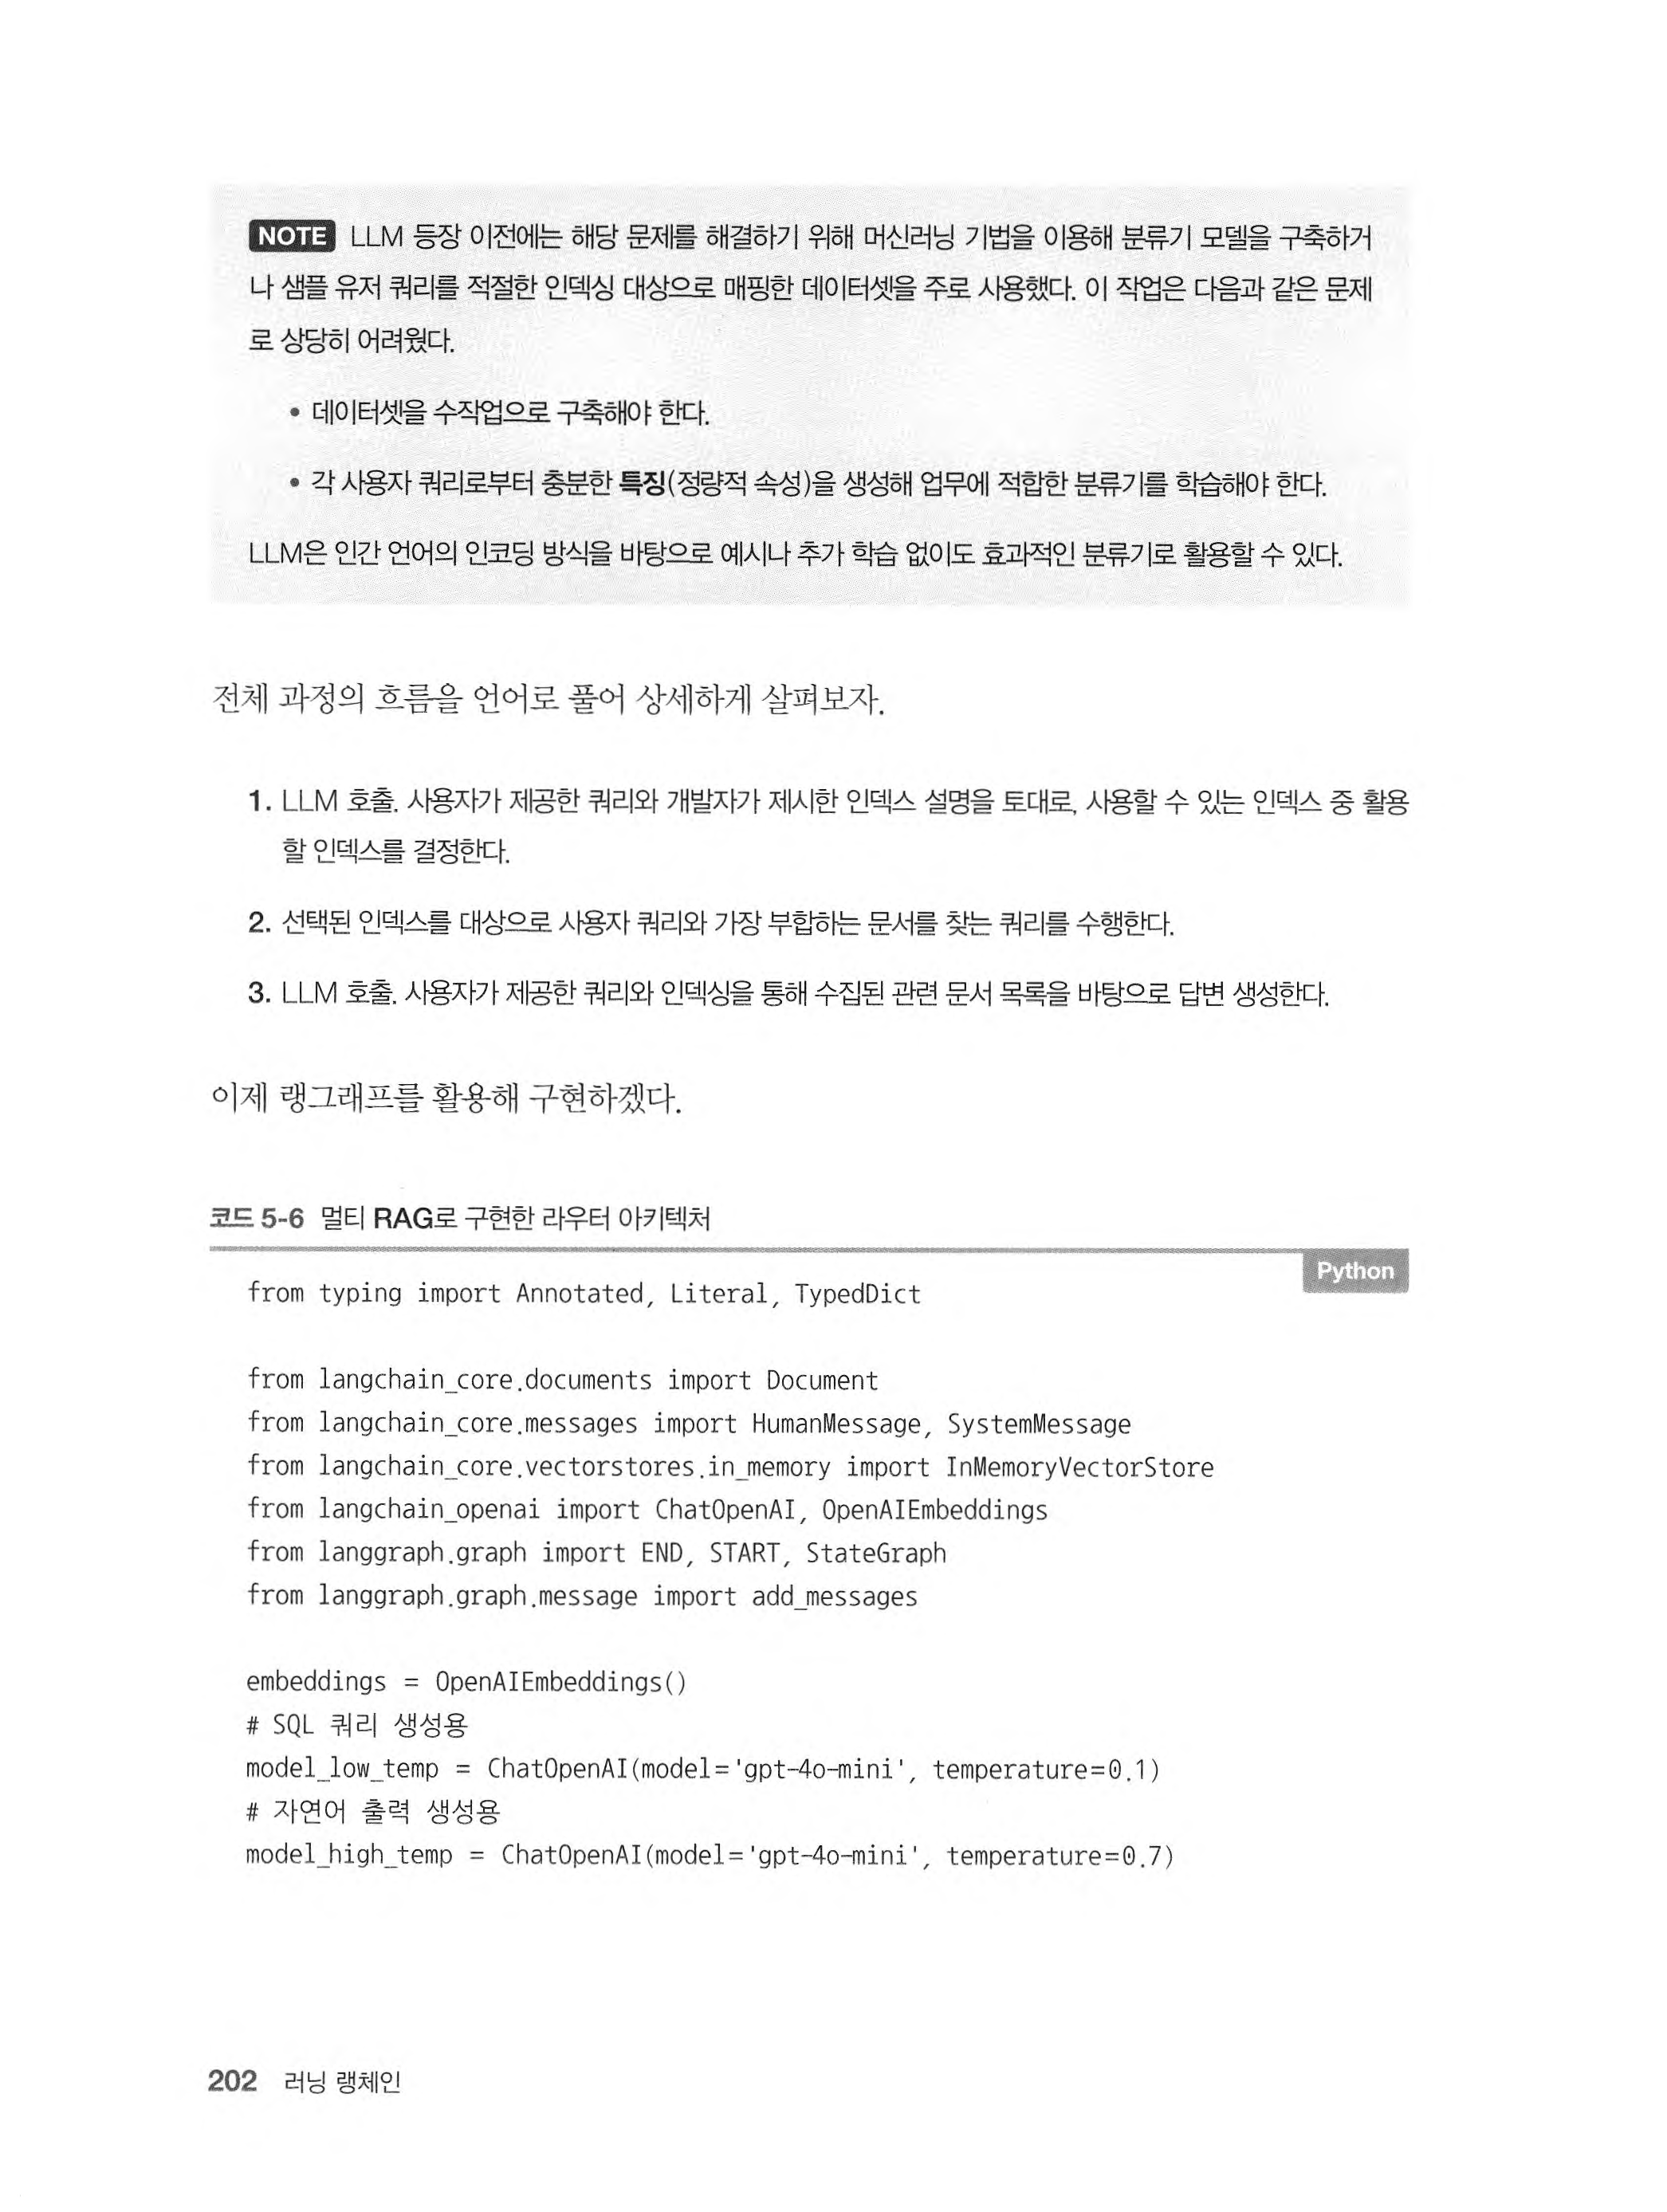 NOTE LLM 등장 이전에는 해당 문제를 해결하기 위해 머신러닝 기법을 이용해 분류기 모델을 구축하거
나 샘플 유저 쿼리를 적절한 인덱싱 대상으로 매핑한 데이터셋을 주로 사용했다. 이 작업은 다음과 같은 문제
로 상당히 어려웠다.
• 데이터셋을 수작업으로 구축해야 한다.
• 각 사용자 쿼리로부터 충분한 특징(정량적 속성)을 생성해 업무에 적합한 분류기를 학습해야 한다.
LLM은 인간 언어의 인코딩 방식을 바탕으로 예시나 추가 학습 없이도 효과적인 분류기로 활용할 수 있다.
전체 과정의 흐름을 언어로 풀어 상세하게 살펴보자.
1. LLM 호출. 사용자가 제공한 쿼리와 개발자가 제시한 인덱스 설명을 토대로, 사용할 수 있는 인덱스 중 활용
할 인덱스를 결정한다.
2. 선택된 인덱스를 대상으로 사용자 쿼리와 가장 부합하는 문서를 찾는 쿼리를 수행한다.
3. LLM 호출. 사용자가 제공한 쿼리와 인덱싱을 통해 수집된 관련 문서 목록을 바탕으로 답변 생성한다.
이제 랭그래프를 활용해 구현하겠다.
코드 5-6 멀티 RAG로 구현한 라우터 아키텍처
Python
from typing import Annotated, Literal, TypedDict
from langchain_core.documents import Document
from langchain_core.messages import HumanMessage, SystemMessage
from langchain_core.vectorstores.in_memory import InMemoryVectorStore
from langchain_openai import ChatOpenAI, OpenAIEmbeddings
from langgraph.graph import END, START, StateGraph
from langgraph.graph.message import add_messages
embeddings = OpenAIEmbeddings()
# SQL 쿼리 생성용
model_low_temp = ChatOpenAI(model='gpt-4o-mini', temperature=0.1)
# 자연어 출력 생성용
model_high_temp = ChatOpenAI(model='gpt-4o-mini', temperature=0.7)
202 러닝 랭체인